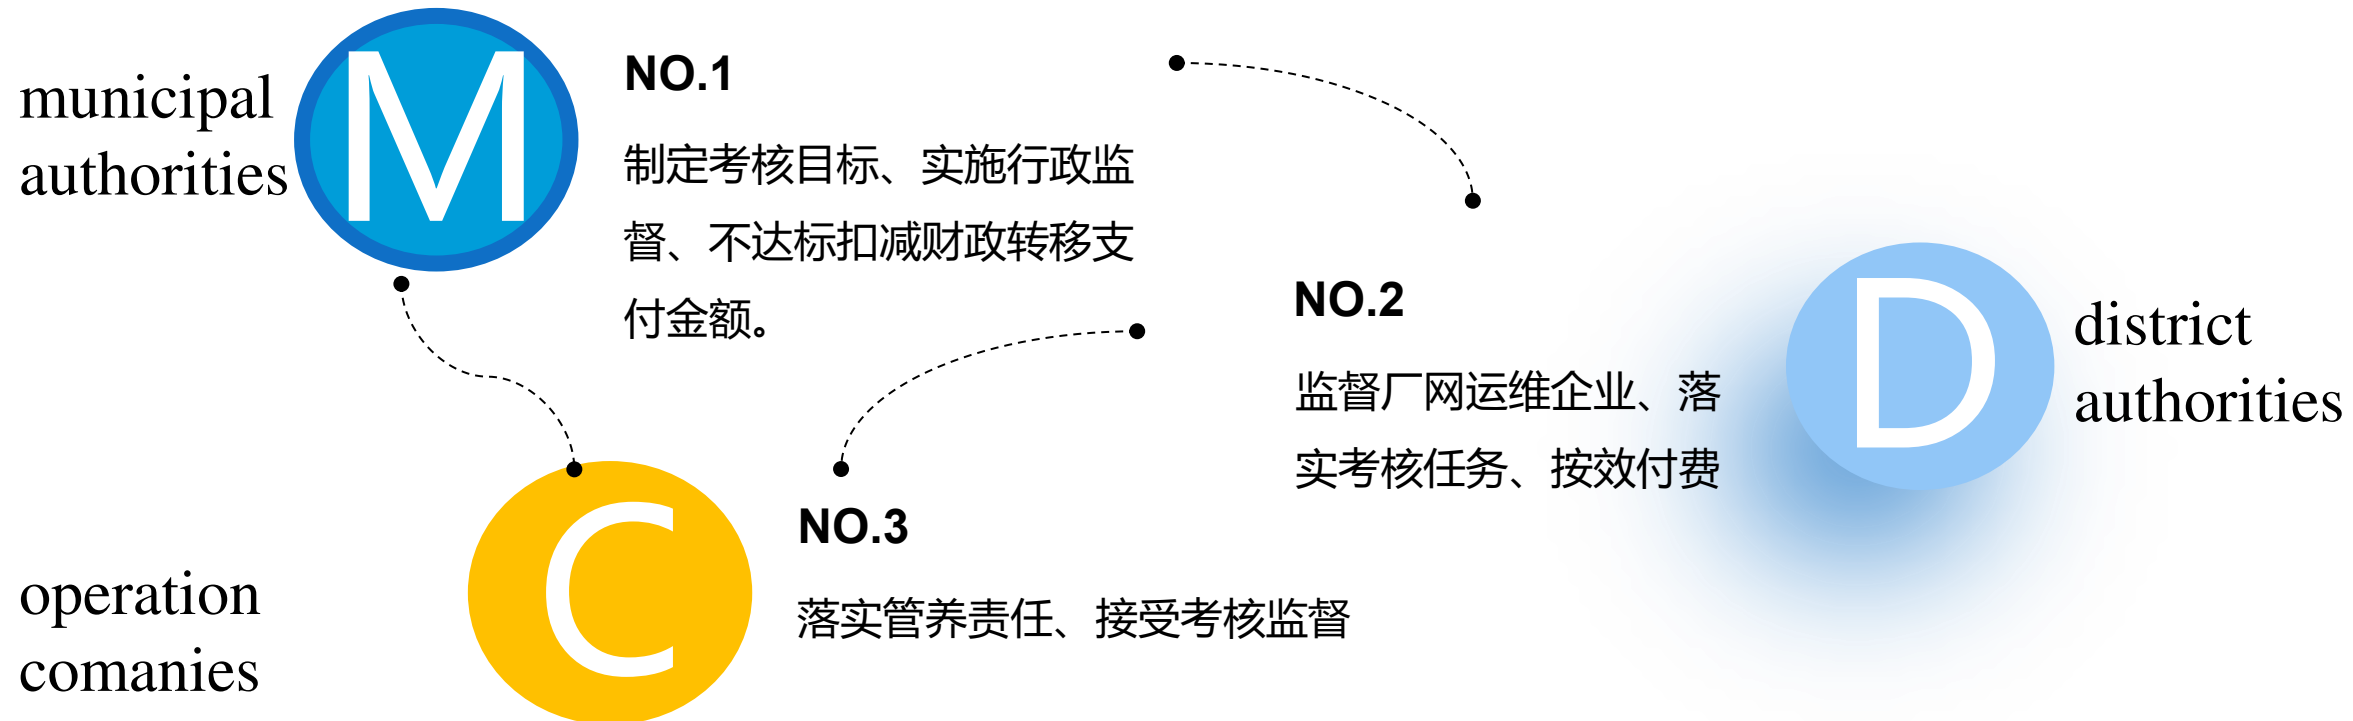 municipal
authorities
M
NO.1
制定考核目标、实施行政监
督、不达标扣减财政转移支
付金额。
NO.2
监督厂网运维企业、落
实考核任务、按效付费
D
district
authorities
operation
comanies
C
NO.3
落实管养责任、接受考核监督